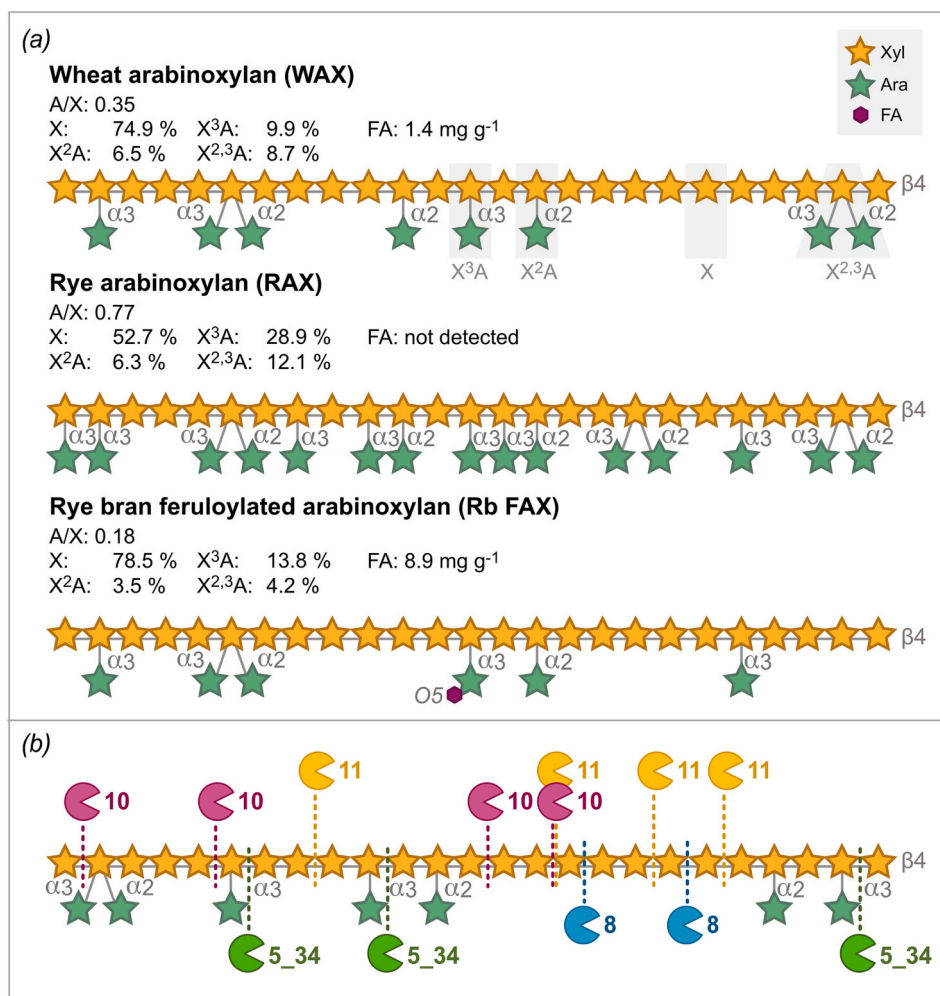 (a)
Wheat arabinoxylan (WAX)
A/X: 0.35
X: 74.9 % X³A: 9.9 % FA: 1.4 mg g⁻¹
X²A: 6.5 % X²,³A: 8.7 %
Xyl
Ara
FA
β4
α3 α3 α2 α2 α3 α2 α3 α2
X³A X²A X X²,³A
Rye arabinoxylan (RAX)
A/X: 0.77
X: 52.7 % X³A: 28.9 % FA: not detected
X²A: 6.3 % X²,³A: 12.1 %
β4
α3 α3 α3 α2 α3 α3 α2 α3 α3 α2 α3 α2 α3 α3 α2
Rye bran feruloylated arabinoxylan (Rb FAX)
A/X: 0.18
X: 78.5 % X³A: 13.8 % FA: 8.9 mg g⁻¹
X²A: 3.5 % X²,³A: 4.2 %
β4
α3 α3 α2 α3 α2 α3
O5
(b)
11 11 11 11
10 10 10 10
β4
α3 α2 α3 α3 α2 α2 α3
8 8
5_34 5_34 5_34